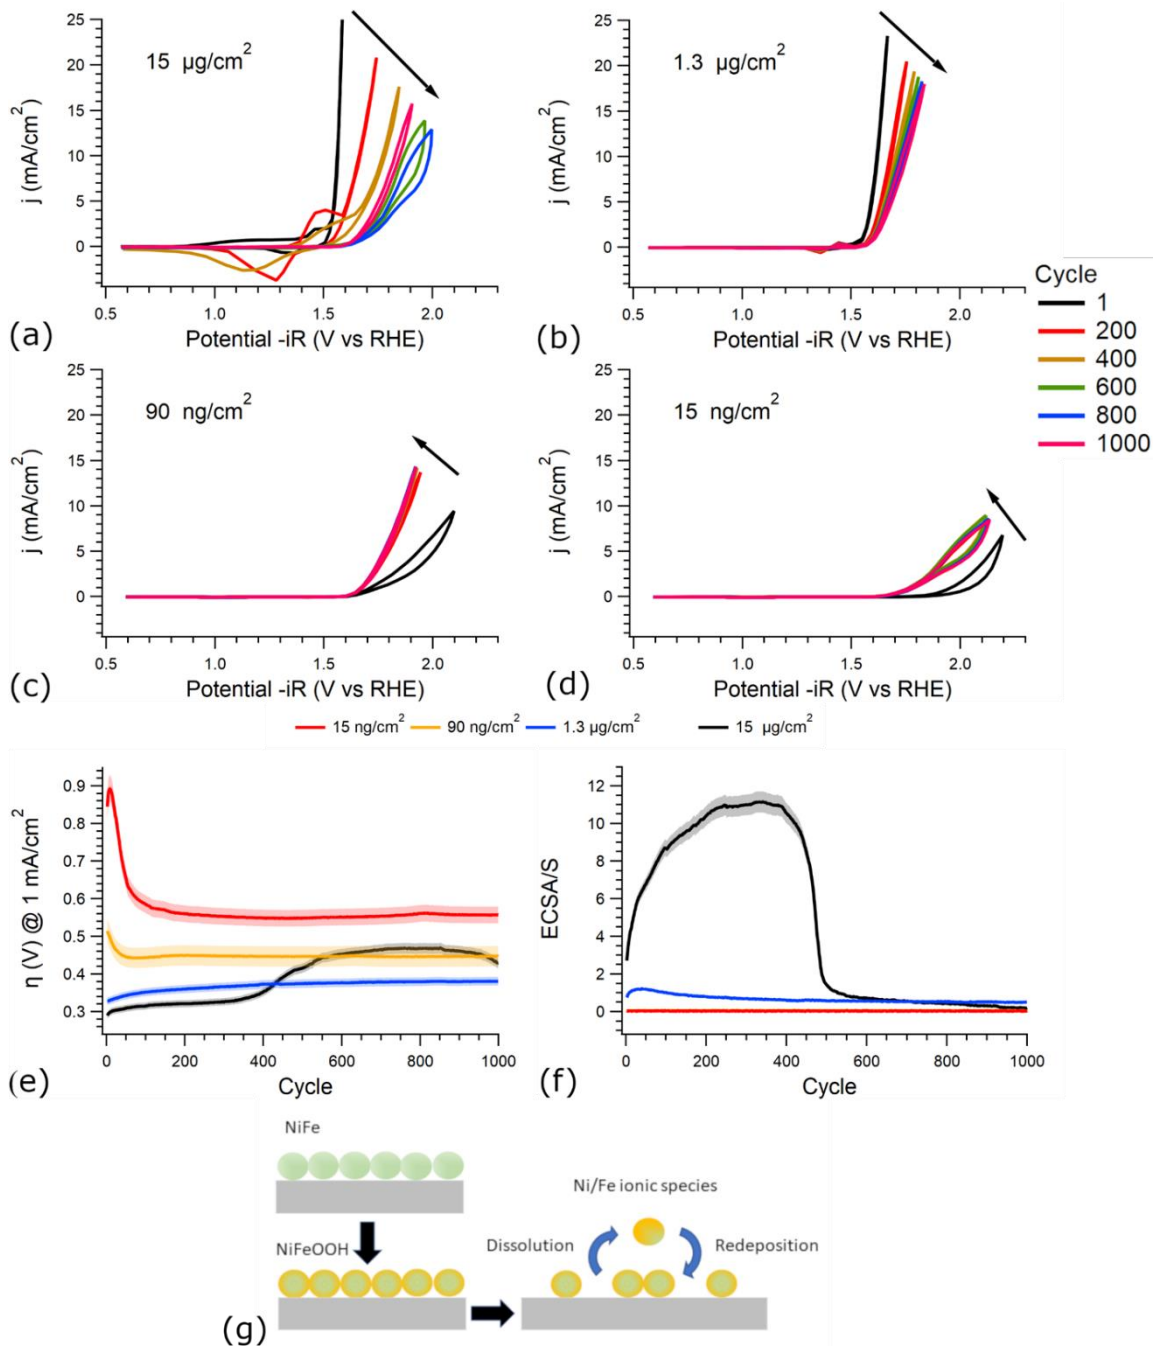 15 µg/cm²
25
20
15
10
5
0
j (mA/cm²)
0.5
1.0
1.5
2.0
Potential -iR (V vs RHE)
(a)
1.3 µg/cm²
25
20
15
10
5
0
j (mA/cm²)
0.5
1.0
1.5
2.0
Potential -iR (V vs RHE)
(b)
Cycle
1
200
400
600
800
1000
90 ng/cm²
25
20
15
10
5
0
j (mA/cm²)
0.5
1.0
1.5
2.0
Potential -iR (V vs RHE)
(c)
15 ng/cm²
25
20
15
10
5
0
j (mA/cm²)
0.5
1.0
1.5
2.0
Potential -iR (V vs RHE)
(d)
15 ng/cm²
90 ng/cm²
1.3 µg/cm²
15 µg/cm²
0.9
0.8
0.7
0.6
0.5
0.4
0.3
η (V) @ 1 mA/cm²
0
200
400
600
800
1000
Cycle
(e)
12
10
8
6
4
2
0
ECSA/S
0
200
400
600
800
1000
Cycle
(f)
NiFe
NiFeOOH
Ni/Fe ionic species
Dissolution
Redeposition
(g)